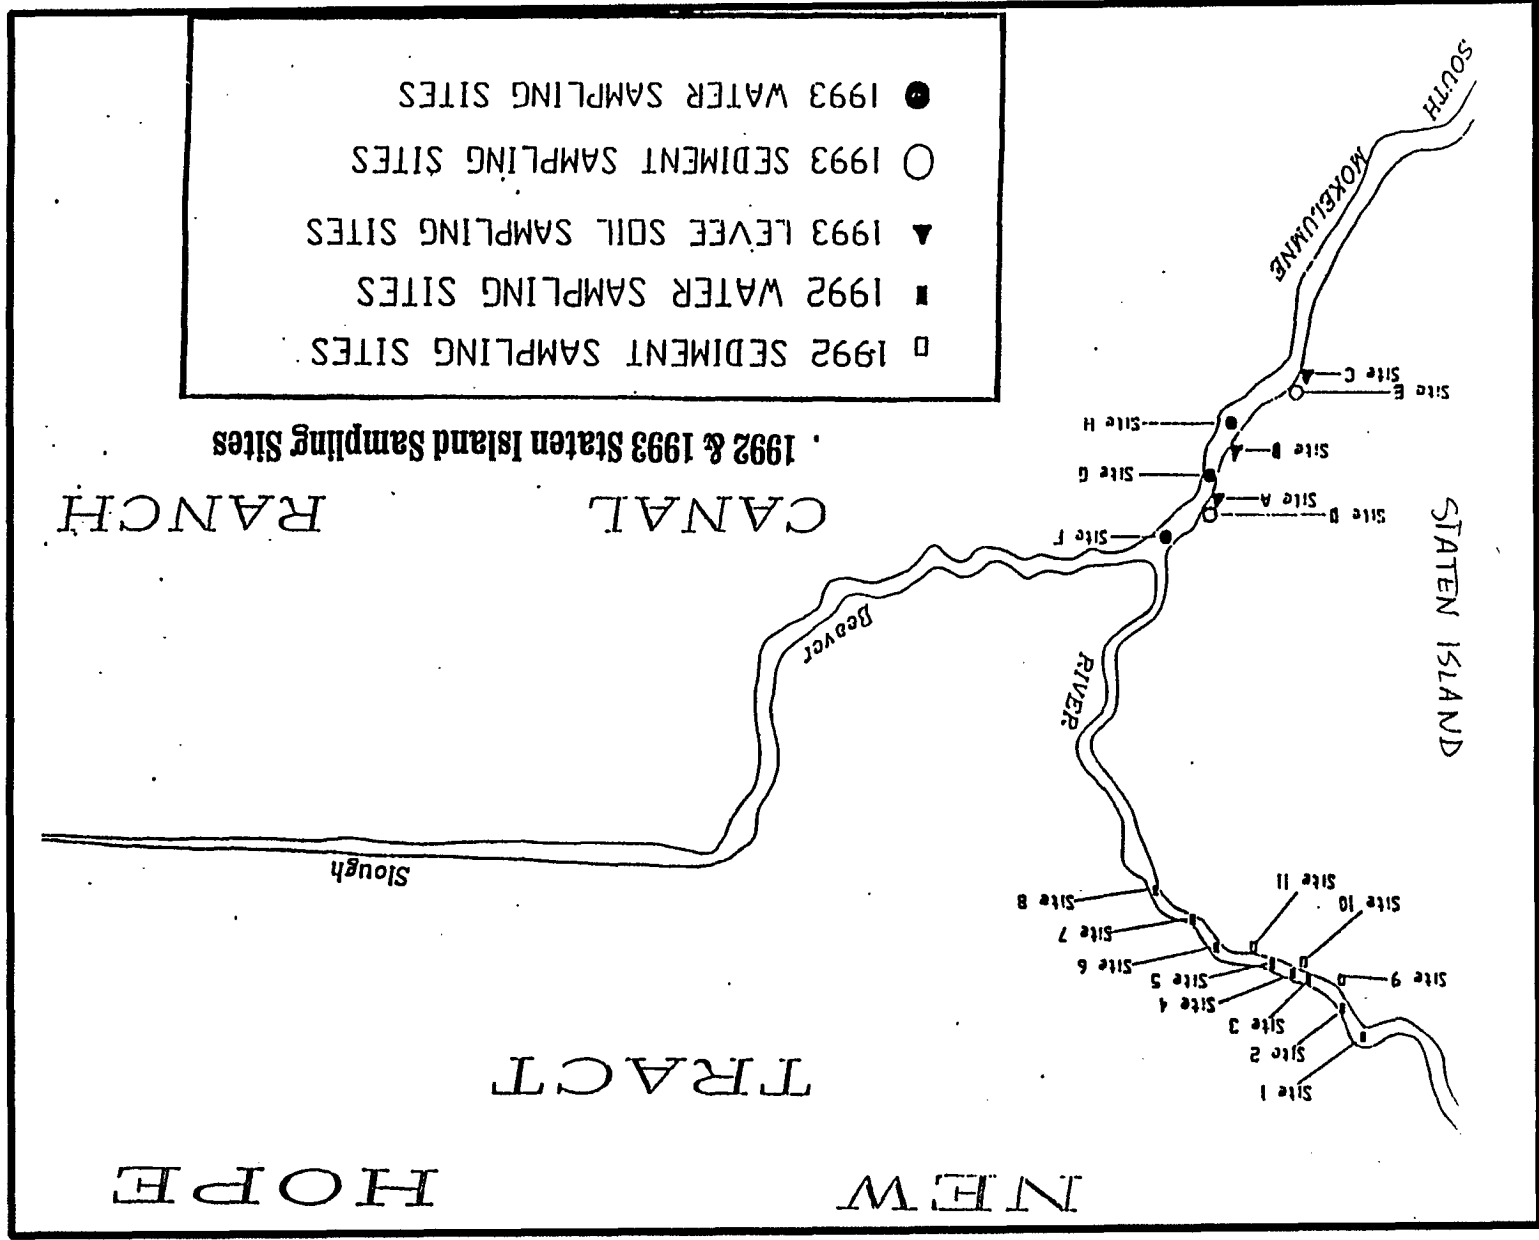 NEW HOPE
TRACT
Site 1
Site 2
Site 3
Site 4
Site 5
Site 9
Site 6
Site 7
Site 10
Site 8
Site 11
Slough
STATEN ISLAND
RIVER
Beaver
Site F
Site D
CANAL RANCH
Site A
Site G
Site B
Site H
Site E
Site C
. 1992 & 1993 Staten Island Sampling Sites
1992 SEDIMENT SAMPLING SITES
1992 WATER SAMPLING SITES
1993 LEVEE SOIL SAMPLING SITES
1993 SEDIMENT SAMPLING SITES
1993 WATER SAMPLING SITES
MOKELUMNE
SOUTH